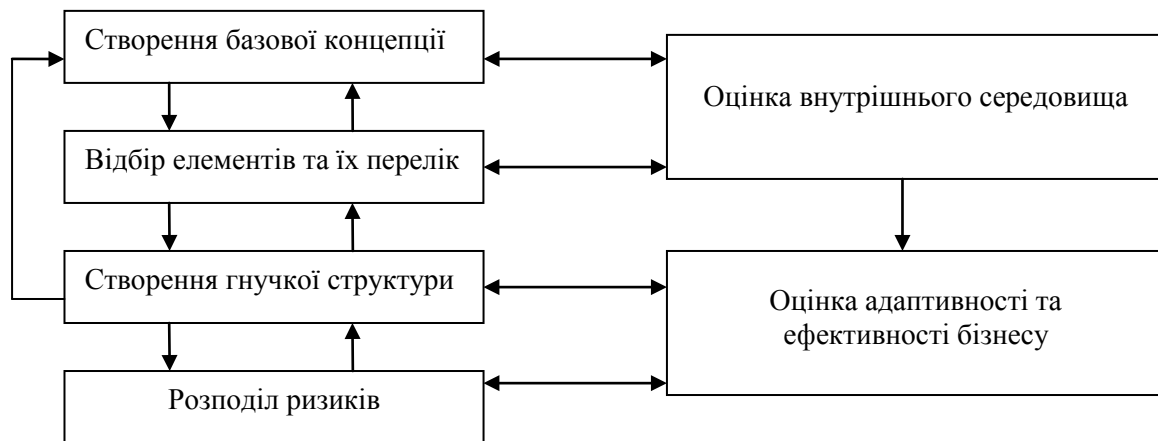 Створення базової концепції
Відбір елементів та їх перелік
Створення гнучкої структури
Розподіл ризиків
Оцінка внутрішнього середовища
Оцінка адаптивності та
ефективності бізнесу